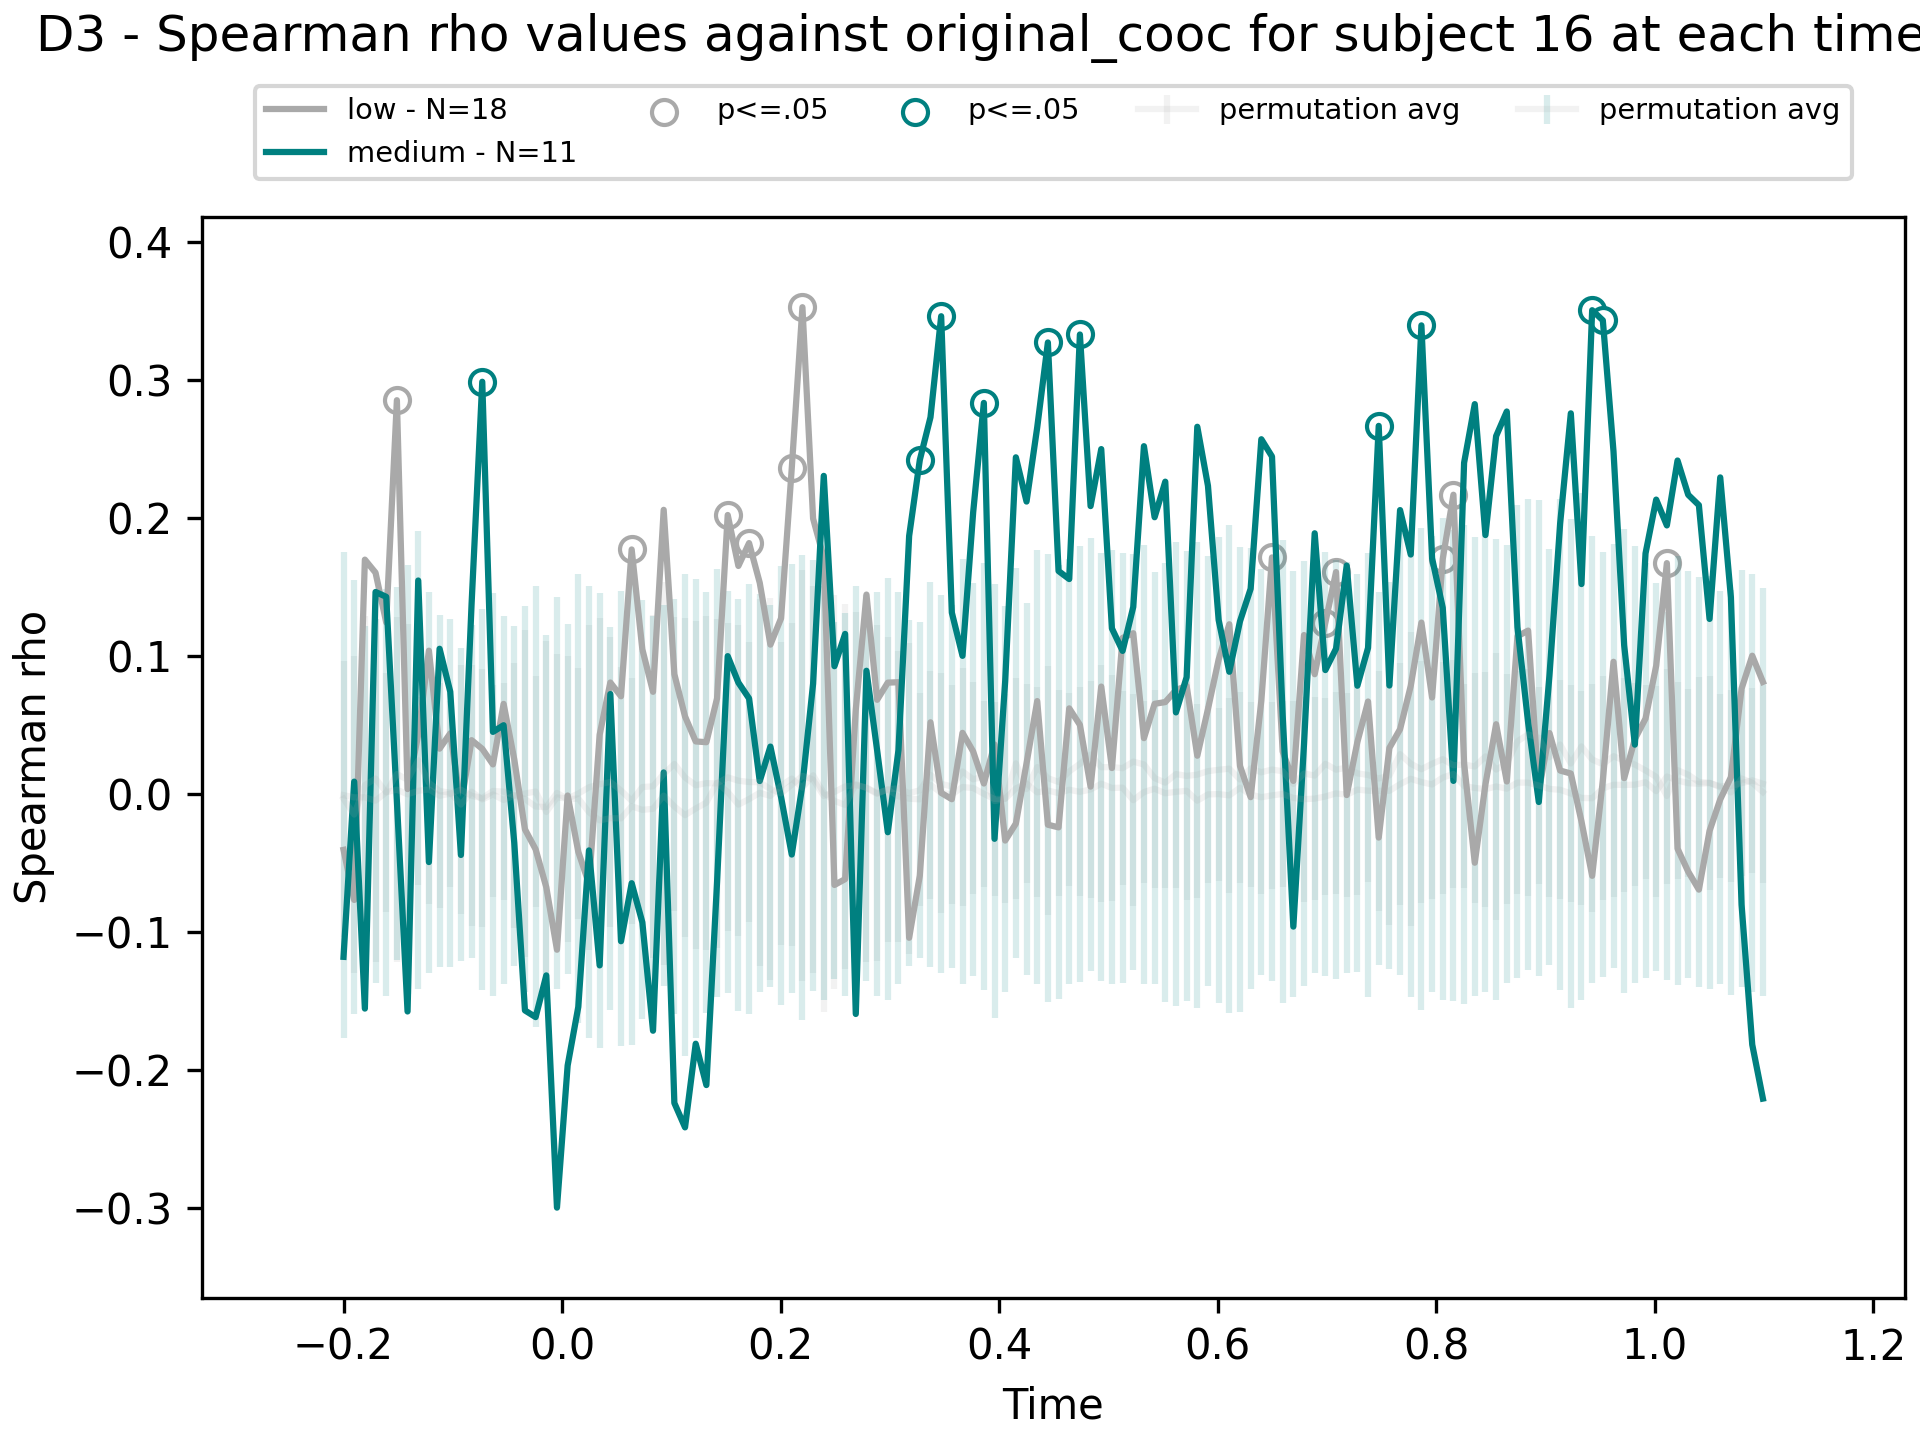 D3 - Spearman rho values against original_cooc for subject 16 at each time
low - N=18 p<=.05 p<=.05 permutation avg permutation avg
medium - N=11
0.4
0.3
0.2
0.1
0.0
−0.1
−0.2
−0.3
Spearman rho
−0.2 0.0 0.2 0.4 0.6 0.8 1.0 1.2
Time